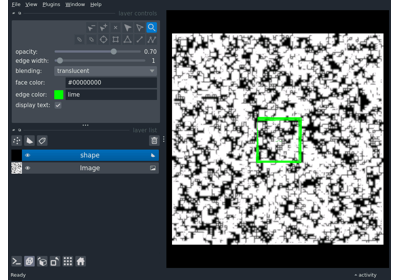 File View Plugins Window Help
layer controls
opacity: 0.70
edge width: 1
blending: translucent
face color: #00000000
edge color: lime
display text:
layer list
shape
Image
Ready
activity